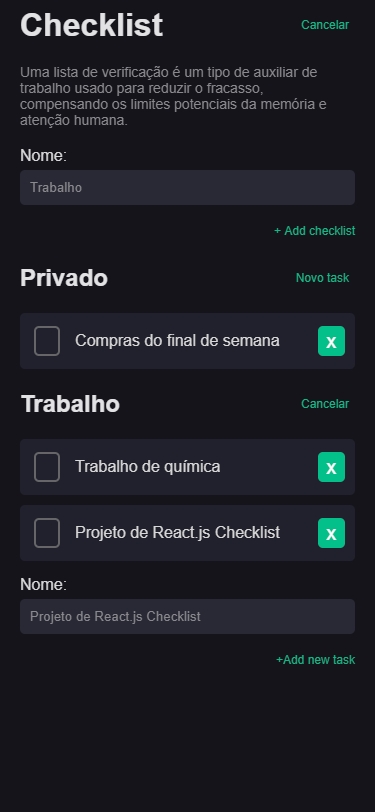 Checklist
Cancelar
Uma lista de verificação é um tipo de auxiliar de
trabalho usado para reduzir o fracasso,
compensando os limites potenciais da memória e
atenção humana.
Nome:
Trabalho
+ Add checklist
Privado
Novo task
Compras do final de semana
x
Trabalho
Cancelar
Trabalho de química
x
Projeto de React.js Checklist
x
Nome:
Projeto de React.js Checklist
+Add new task